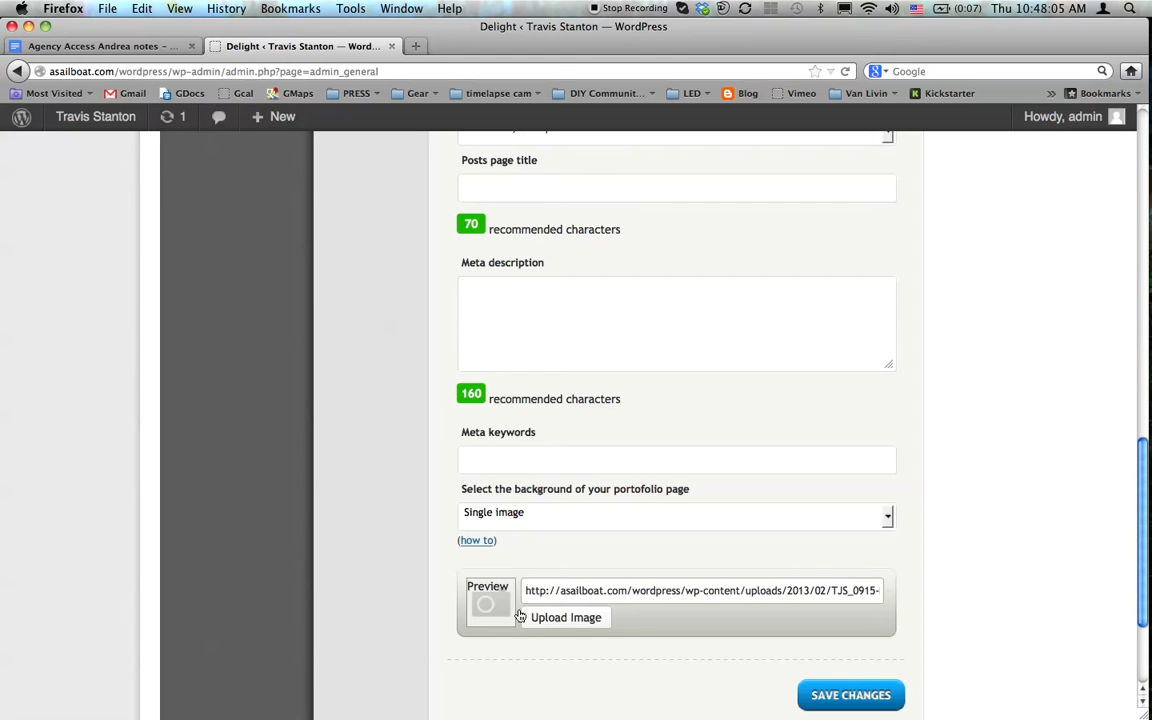 Firefox File Edit View History Bookmarks Tools Window Help Stop Recording (0:07) Thu 10:48:05 AM
Delight ‹ Travis Stanton — WordPress
Agency Access Andrea notes – ... Delight ‹ Travis Stanton — Word...
asailboat.com/wordpress/wp-admin/admin.php?page=admin_general Google
Most Visited Gmail GDocs Gcal GMaps PRESS Gear timelapse cam DIY Communit... LED Blog Vimeo Van Livin Kickstarter Bookmarks
Travis Stanton 1 + New Howdy, admin
Posts page title
70 recommended characters
Meta description
160 recommended characters
Meta keywords
Select the background of your portofolio page
Single image
(how to)
Preview http://asailboat.com/wordpress/wp-content/uploads/2013/02/TJS_0915-
Upload Image
SAVE CHANGES